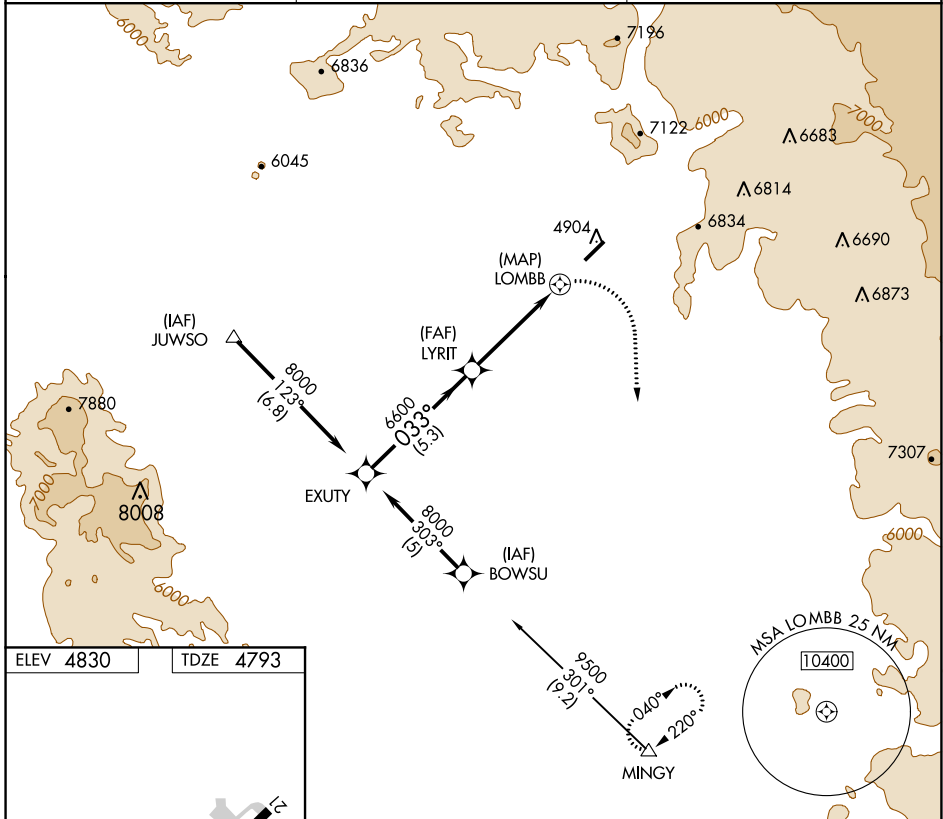 6000
7196
6836
7122
6000
7000
6683
6045
6814
4904
6834
6690
(MAP)
LOMBB
6873
(IAF)
JUWSO
(FAF)
LYRIT
8000
123°
(6.8)
7880
6600
033°
(5.3)
7307
7000
8008
EXUTY
8000
303°
(5)
(IAF)
BOWSU
6000
6000
MSA LOMBB 25 NM
10400
ELEV 4830
TDZE 4793
9500
301°
(9.2)
040°
220°
MINGY
21